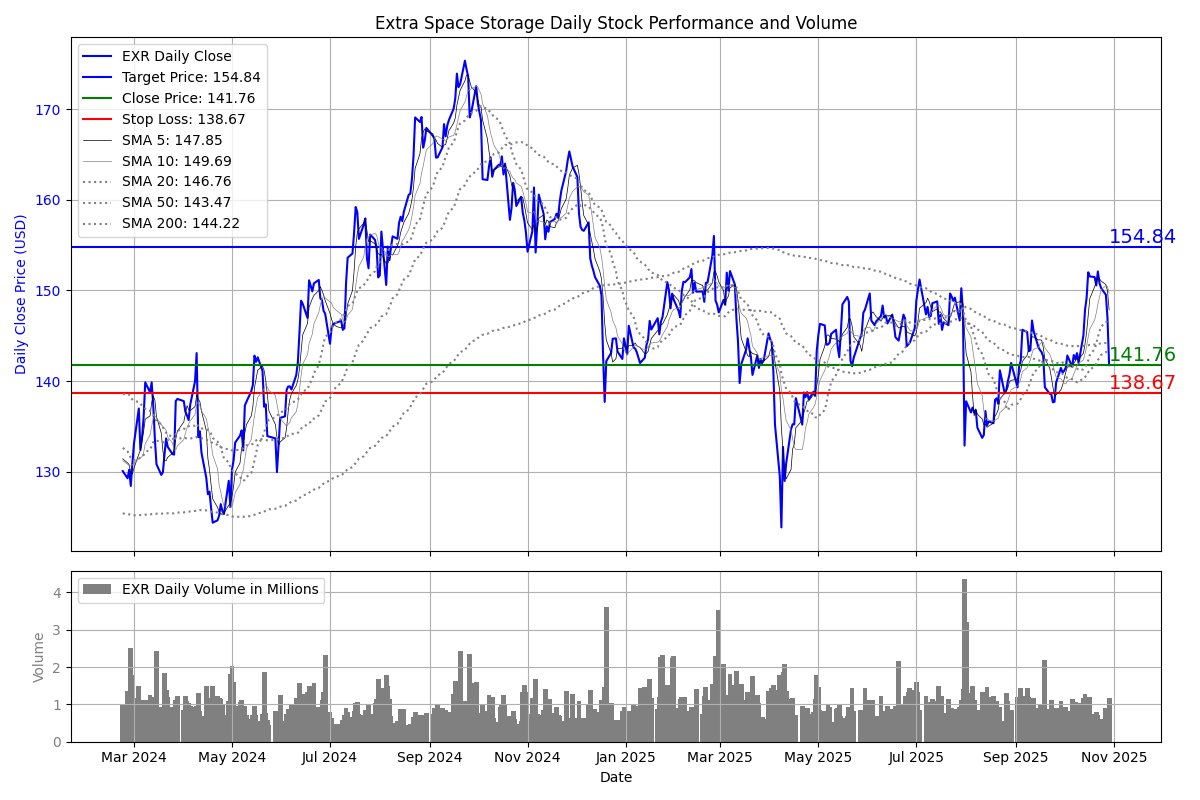 Extra Space Storage Daily Stock Performance and Volume
EXR Daily Close
Target Price: 154.84
Close Price: 141.76
Stop Loss: 138.67
SMA 5: 147.85
SMA 10: 149.69
SMA 20: 146.76
SMA 50: 143.47
SMA 200: 144.22
170
160
150
140
130
Daily Close Price (USD)
154.84
141.76
138.67
EXR Daily Volume in Millions
4
3
2
1
0
Volume
Mar 2024 May 2024 Jul 2024 Sep 2024 Nov 2024 Jan 2025 Mar 2025 May 2025 Jul 2025 Sep 2025 Nov 2025
Date